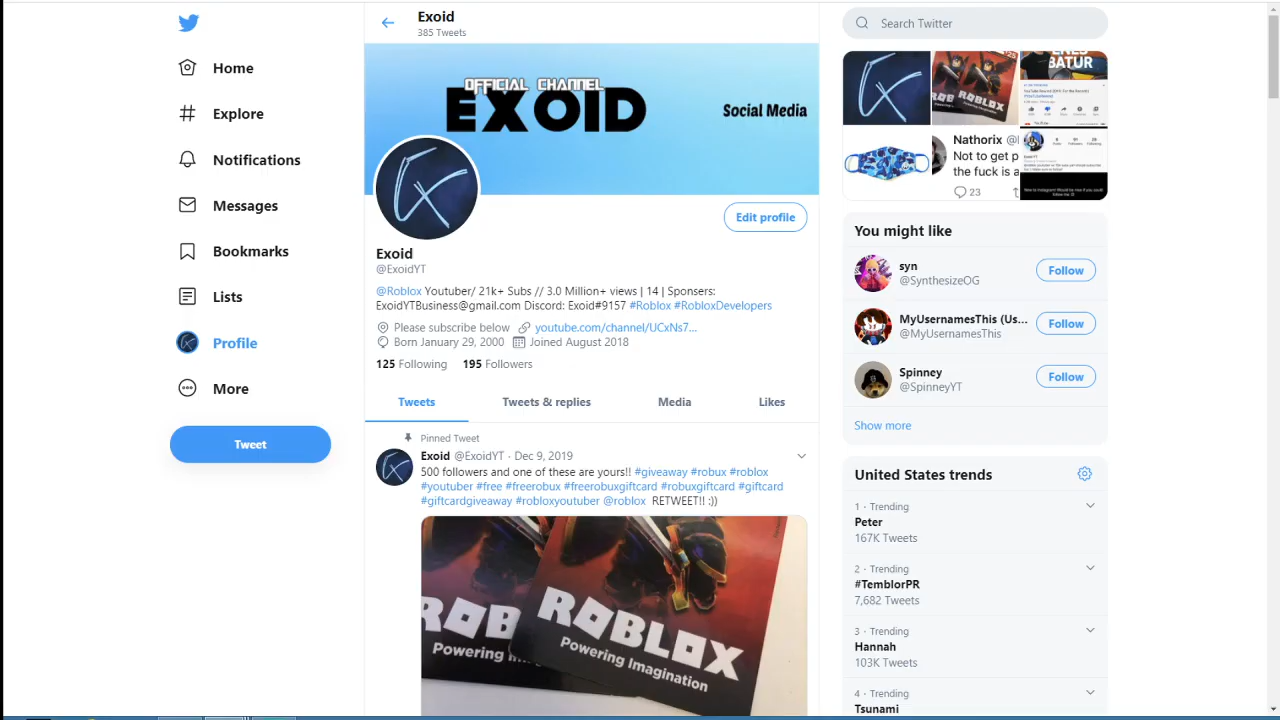 Home
Explore
Notifications
Messages
Bookmarks
Lists
Profile
More
Tweet
Exoid
385 Tweets
OFFICIAL CHANNEL
EXOID
Social Media
Edit profile
Exoid
@ExoidYT
@Roblox Youtuber/ 21k+ Subs // 3.0 Million+ views | 14 | Sponsers:
ExoidYTBusiness@gmail.com Discord: Exoid#9157 #Roblox #RobloxDevelopers
Please subscribe below youtube.com/channel/UCxNs7...
Born January 29, 2000 Joined August 2018
125 Following 195 Followers
Tweets Tweets & replies Media Likes
Pinned Tweet
Exoid @ExoidYT · Dec 9, 2019
500 followers and one of these are yours!! #giveaway #robux #roblox
#youtuber #free #freerobux #freerobuxgiftcard #robuxgiftcard #giftcard
#giftcardgiveaway #robloxyoutuber @roblox RETWEET!! :))
ROB
Powering
ROBLOX
Powering Imagination
Search Twitter
ROBLOX
BATUR
Nathorix @
Not to get p
the fuck is a
23
You might like
syn
@SynthesizeOG
Follow
MyUsernamesThis (Us...
@MyUsernamesThis
Follow
Spinney
@SpinneyYT
Follow
Show more
United States trends
1 · Trending
Peter
167K Tweets
2 · Trending
#TemblorPR
7,682 Tweets
3 · Trending
Hannah
103K Tweets
4 · Trending
Tsunami